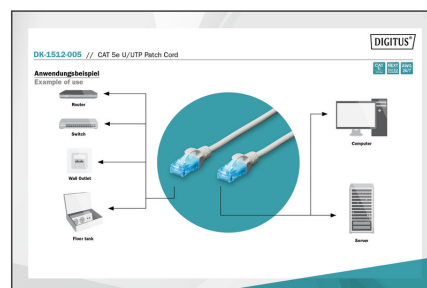 DIGITUS®
DK-1512-005 // CAT 5e U/UTP Patch Cord
Anwendungsbeispiel
Example of use
Router
Switch
Wall Outlet
Floor tank
Computer
Server